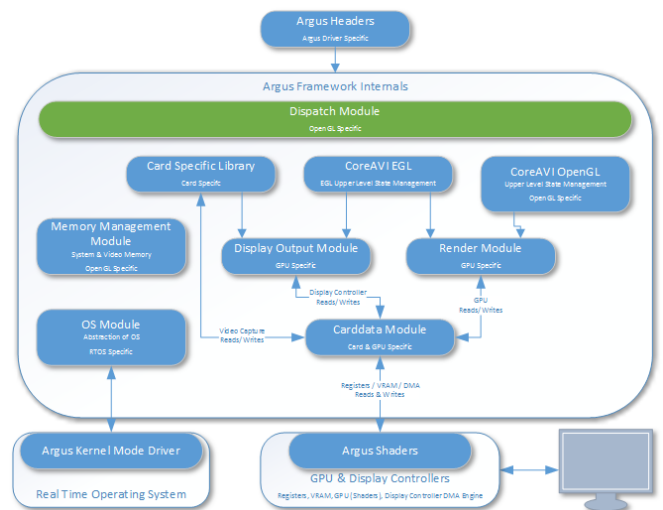 Argus Headers
Argus Driver Specific
Argus Framework Internals
Dispatch Module
OpenGL Specific
Card Specific Library
Card Specifc
CoreAVI EGL
EGL Upper Level State Management
CoreAVI OpenGL
Upper Level State Management
OpenGL Specific
Memory Management
Module
System & Video Memory
OpenGL Specific
Display Output Module
GPU Specific
Render Module
GPU Specific
Display Controller
Reads/Writes
GPU
Reads/Writes
OS Module
Abstraction of OS
RTOS Specific
Video Capture
Reads/Writes
Carddata Module
Card & GPU Specific
Registers / VRAM / DMA
Reads & Writes
Argus Kernel Mode Driver
Real Time Operating System
Argus Shaders
GPU & Display Controllers
Registers, VRAM, GPU (Shaders), Display Controller DMA Engine